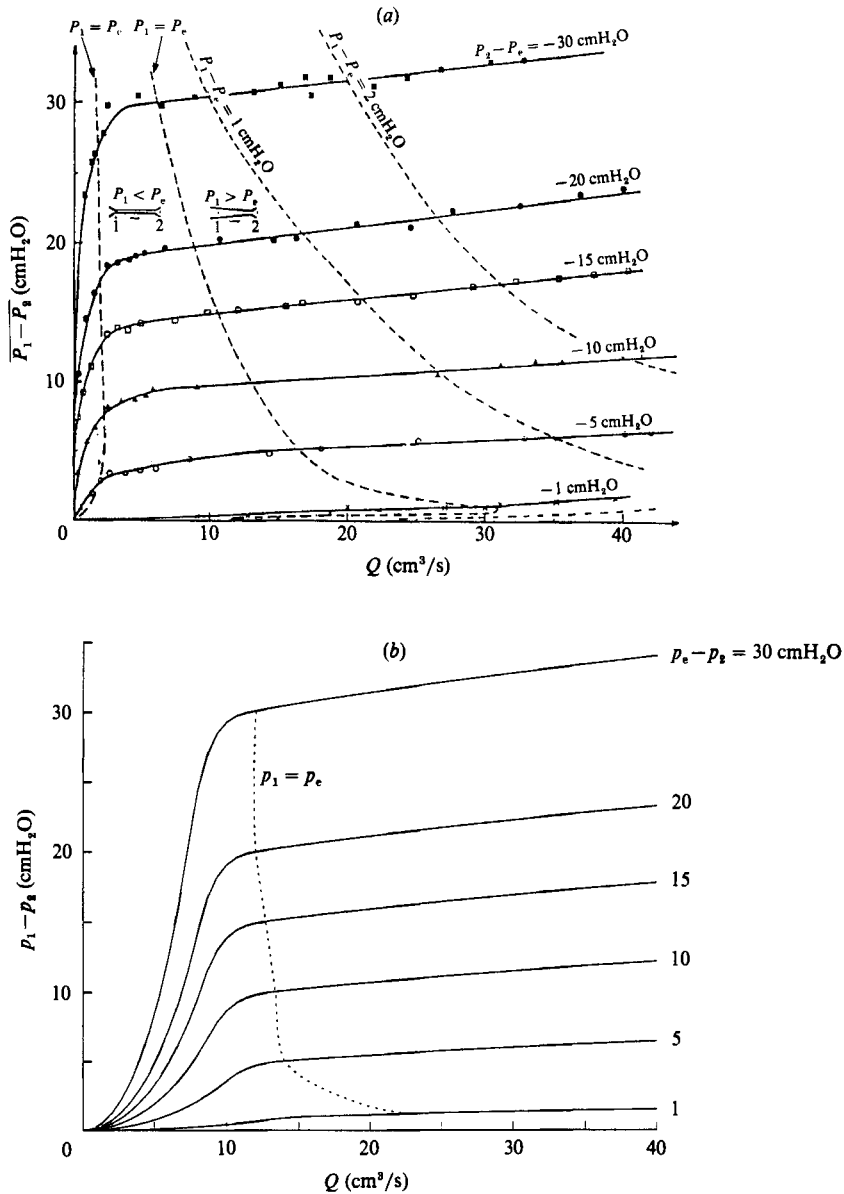 (a)
P₁ = Pc P₁ = Pₑ
P₂ − Pₑ = −30 cmH₂O
P₁ − Pₑ = 1 cmH₂O
P₁ − Pₑ = 2 cmH₂O
30
−20 cmH₂O
P₁ < Pₑ
P₁ > Pₑ
1 − 2
1 − 2
20
P₁ − P₂ (cmH₂O)
−15 cmH₂O
−10 cmH₂O
10
−5 cmH₂O
−1 cmH₂O
0 10 20 30 40
Q (cm³/s)
(b)
pₑ − p₂ = 30 cmH₂O
30
p₁ = pₑ
20
20
p₁ − p₂ (cmH₂O)
15
10
10
5
1
0 10 20 30 40
Q (cm³/s)